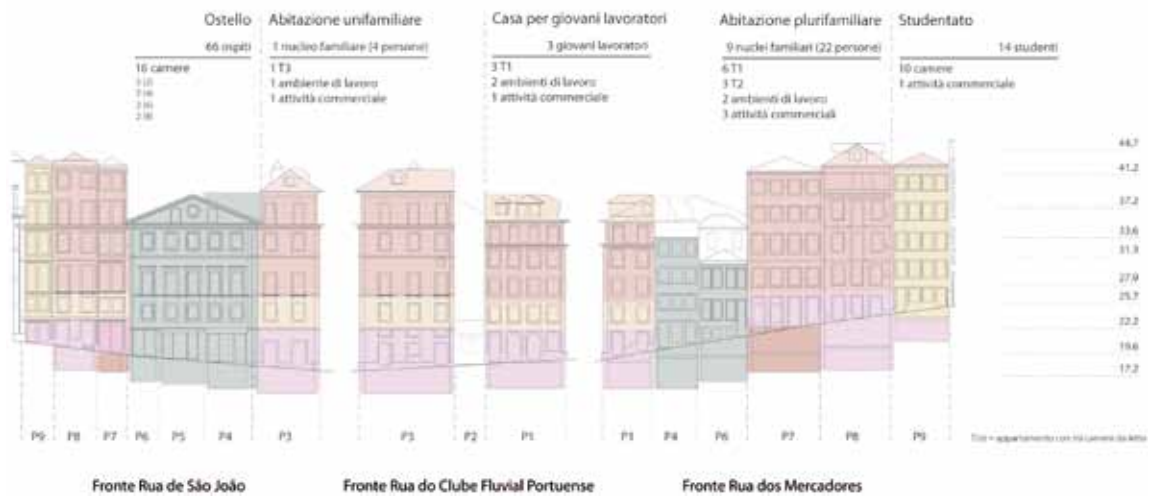 Ostello
66 ospiti
16 camere
Abitazione unifamiliare
1 nucleo familiare (4 persone)
1 T3
1 ambiente di lavoro
1 attività commerciale
Casa per giovani lavoratori
3 giovani lavoratori
3 T1
2 ambienti di lavoro
1 attività commerciale
Abitazione plurifamiliare
9 nuclei familiari (22 persone)
6 T1
3 T2
2 ambienti di lavoro
3 attività commerciali
Studentato
14 studenti
10 camere
1 attività commerciale
44,7
41,2
37,2
33,6
31,3
27,9
25,7
22,2
19,6
17,2
P9 P8 P7 P6 P5 P4 P3
P3 P2 P1
P1 P4 P6 P7 P8 P9
= appartamento con camere da letto
Fronte Rua de São João
Fronte Rua do Clube Fluvial Portuense
Fronte Rua dos Mercadores